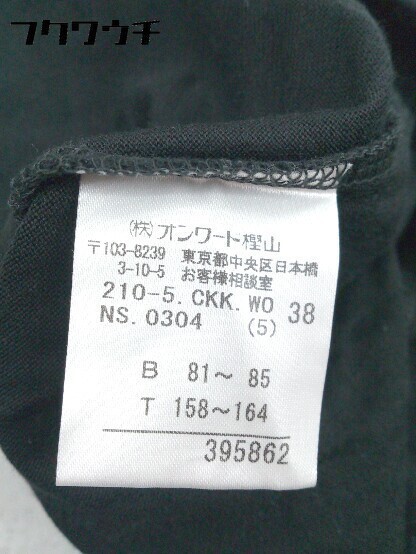 フクワウチ
(株)オンワード樫山
〒103-8239 東京都中央区日本橋
3-10-5 お客様相談室
210-5. CKK. WO 38
NS. 0304 (5)
B 81～ 85
T 158～164
395862